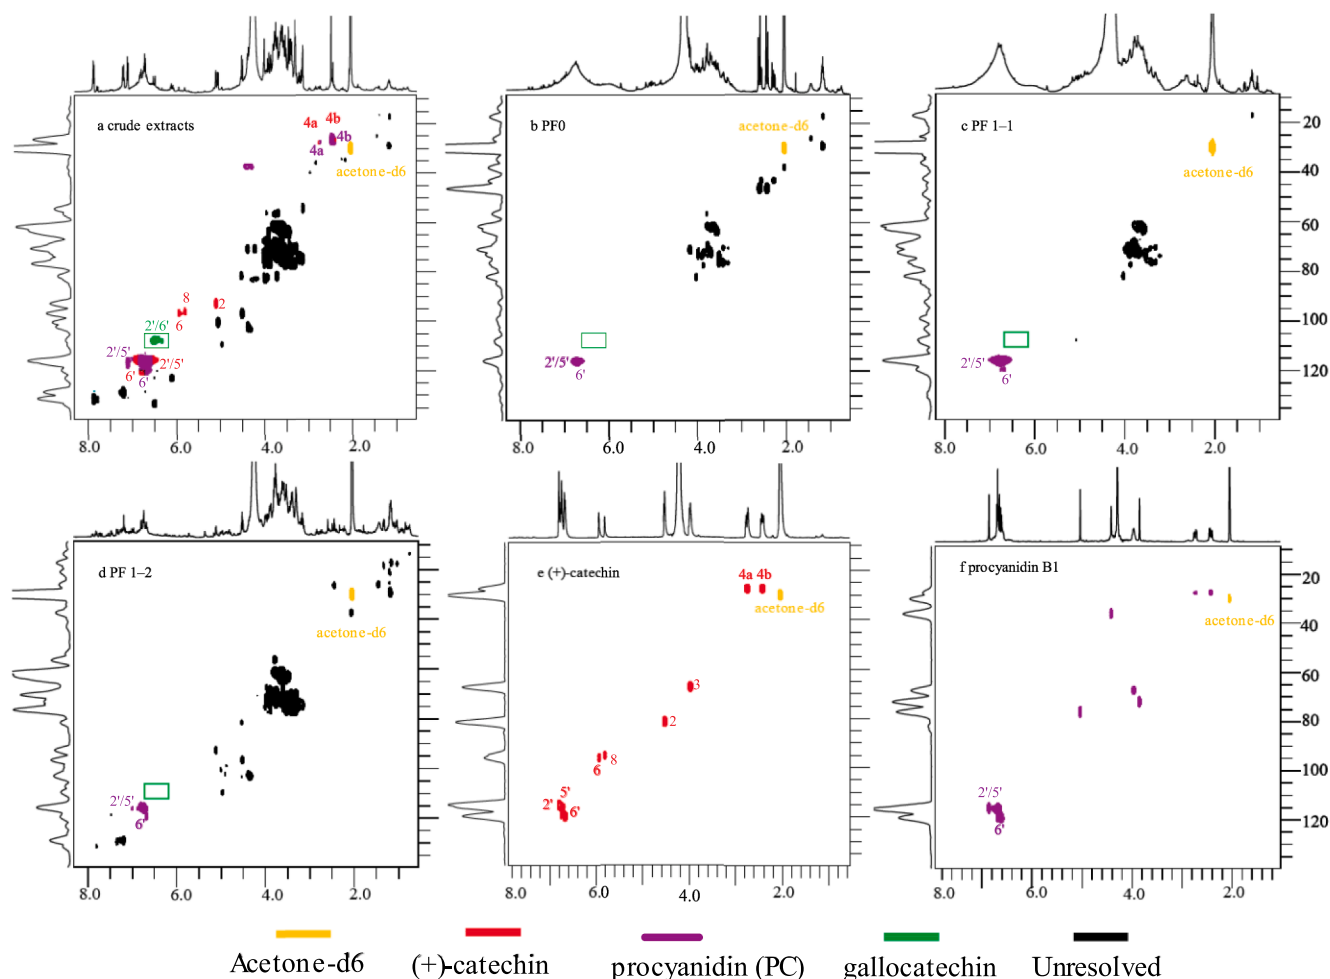 a crude extracts
4a 4b
4b
4a
acetone-d6
8
6
2
2'/6'
2'/5'
2'/5'
6'
6'
8.0 6.0 4.0 2.0
b PF0
acetone-d6
2'/5'
6'
8.0 6.0 4.0 2.0
c PF 1–1
acetone-d6
2'/5'
6'
20
40
60
80
100
120
8.0 6.0 4.0 2.0
d PF 1–2
acetone-d6
2'/5'
6'
8.0 6.0 4.0 2.0
e (+)-catechin
4a 4b
acetone-d6
3
2
8
6
5'
2'
6'
8.0 6.0 4.0 2.0
f procyanidin B1
acetone-d6
2'/5'
6'
20
40
60
80
100
120
8.0 6.0 4.0 2.0
Acetone-d6 (+)-catechin procyanidin (PC) gallocatechin Unresolved